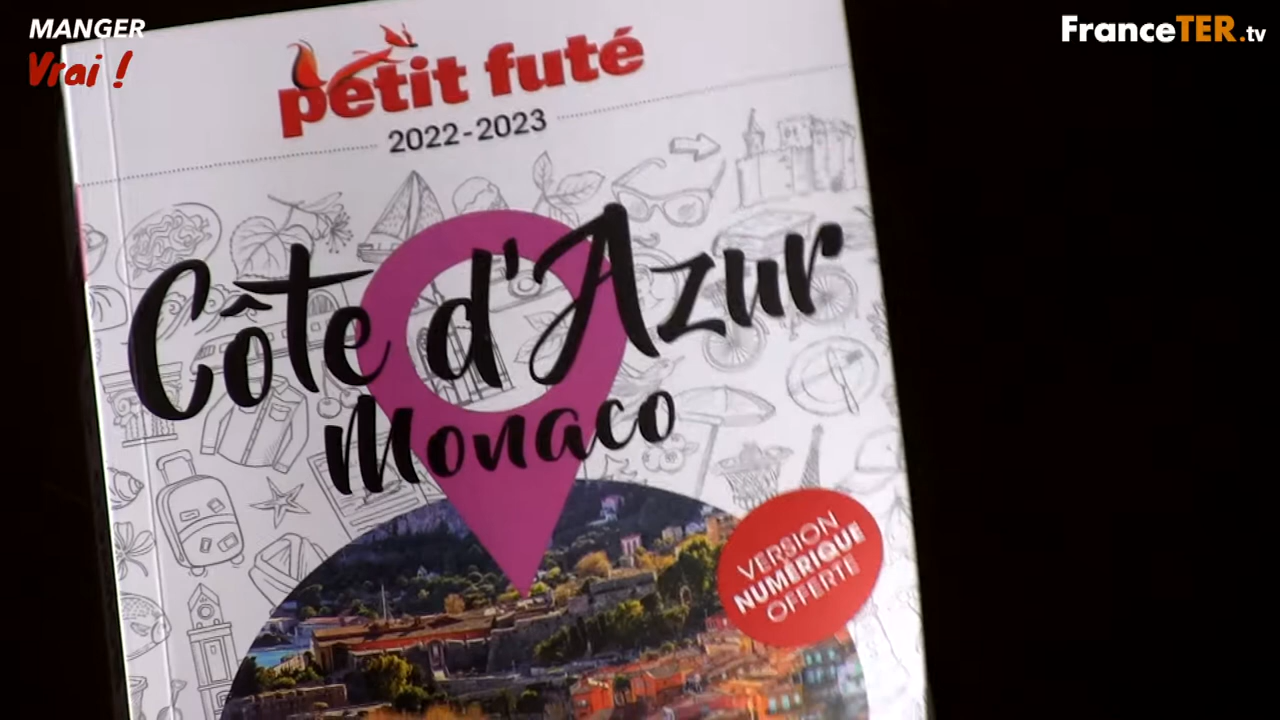 MANGER
Vrai !
FranceTER.tv
petit futé
2022-2023
Côte d'Azur
Monaco
VERSION
NUMÉRIQUE
OFFERTE